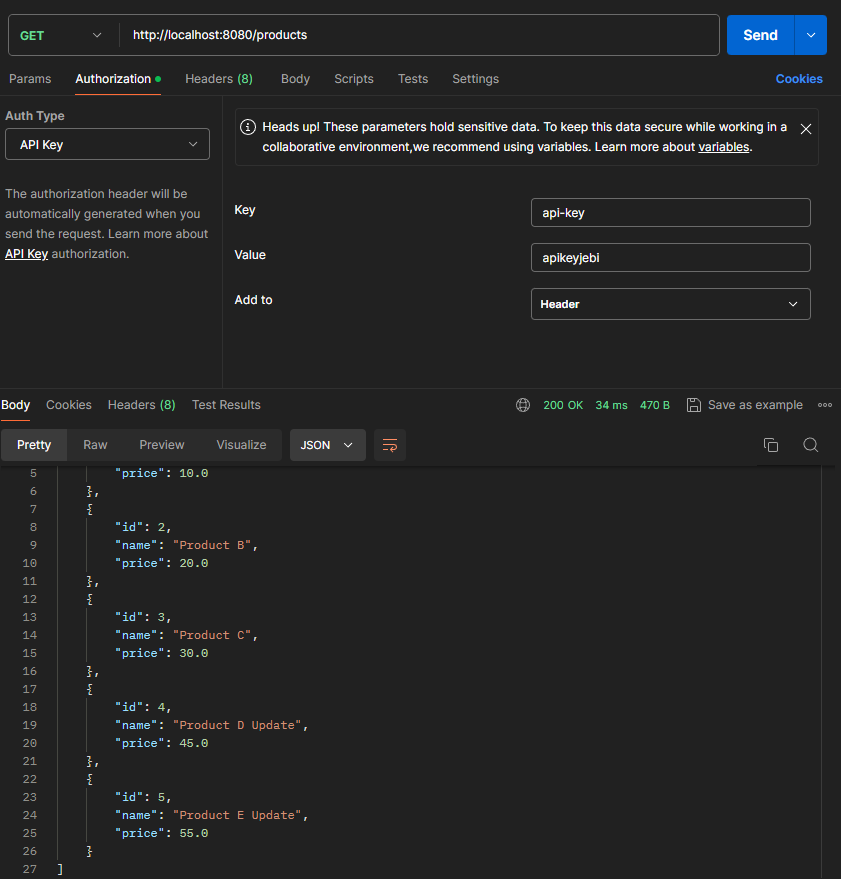 GET http://localhost:8080/products Send
Params Authorization Headers (8) Body Scripts Tests Settings Cookies
Auth Type
API Key
The authorization header will be
automatically generated when you
send the request. Learn more about
API Key authorization.
Heads up! These parameters hold sensitive data. To keep this data secure while working in a
collaborative environment,we recommend using variables. Learn more about variables.
Key api-key
Value apikeyjebi
Add to Header
Body Cookies Headers (8) Test Results 200 OK 34 ms 470 B Save as example
Pretty Raw Preview Visualize JSON
5 "price": 10.0
6 },
7 {
8 "id": 2,
9 "name": "Product B",
10 "price": 20.0
11 },
12 {
13 "id": 3,
14 "name": "Product C",
15 "price": 30.0
16 },
17 {
18 "id": 4,
19 "name": "Product D Update",
20 "price": 45.0
21 },
22 {
23 "id": 5,
24 "name": "Product E Update",
25 "price": 55.0
26 }
27 ]